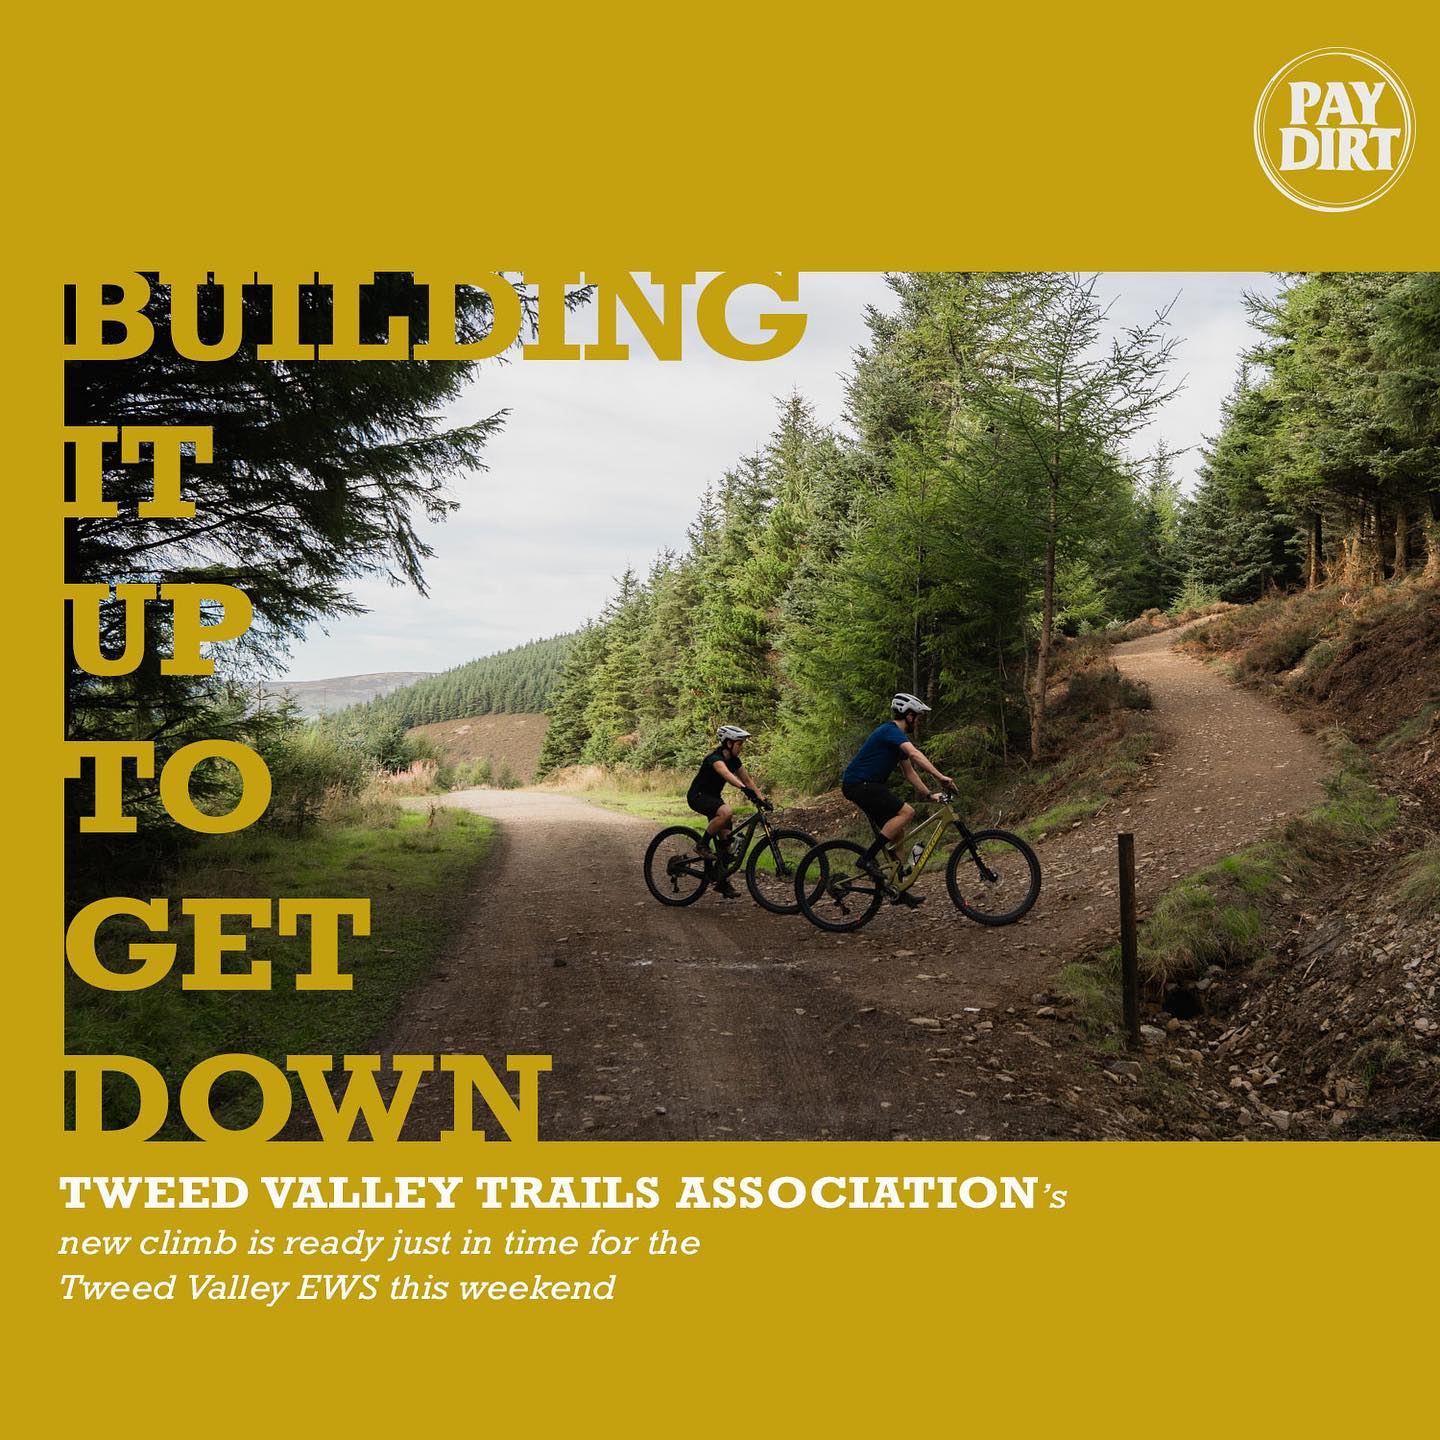 PAY
DIRT
BUILDING
IT
UP
TO
GET
DOWN
TWEED VALLEY TRAILS ASSOCIATION's
new climb is ready just in time for the
Tweed Valley EWS this weekend